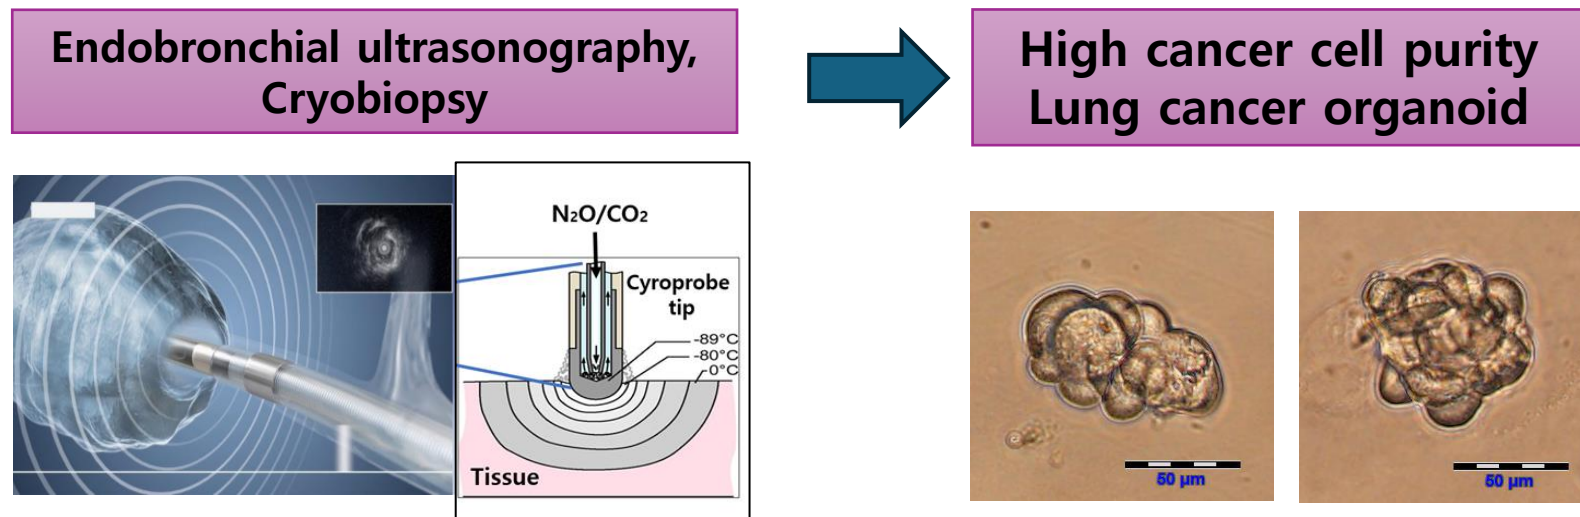 Endobronchial ultrasonography,
Cryobiopsy
High cancer cell purity
Lung cancer organoid
N₂O/CO₂
Cyroprobe
tip
-89°C
-80°C
-0°C
Tissue
50 µm
50 µm